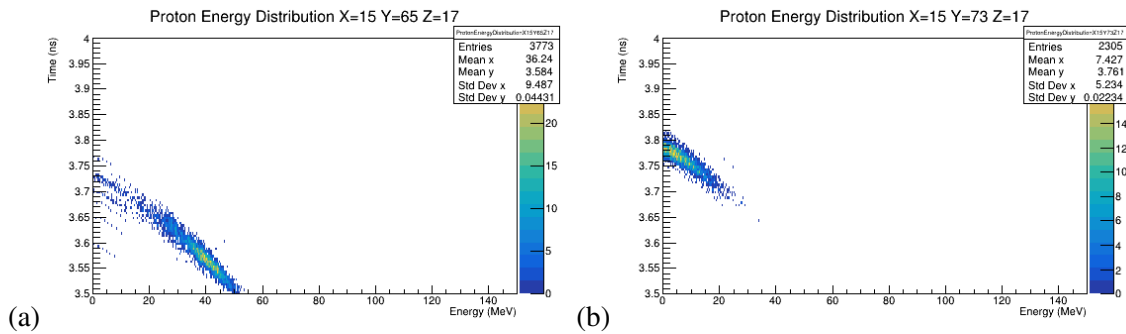 Proton Energy Distribution X=15 Y=65 Z=17
ProtonEnergyDistributionX15Y65Z17
Entries 3773
Mean x 36.24
Mean y 3.584
Std Dev x 9.487
Std Dev y 0.04431
Time (ns)
4
3.95
3.9
3.85
3.8
3.75
3.7
3.65
3.6
3.55
3.5
0 20 40 60 80 100 120 140
Energy (MeV)
20
15
10
5
0
(a)
Proton Energy Distribution X=15 Y=73 Z=17
ProtonEnergyDistributionX15Y73Z17
Entries 2305
Mean x 7.427
Mean y 3.761
Std Dev x 5.234
Std Dev y 0.02234
Time (ns)
4
3.95
3.9
3.85
3.8
3.75
3.7
3.65
3.6
3.55
3.5
0 20 40 60 80 100 120 140
Energy (MeV)
14
12
10
8
6
4
2
0
(b)